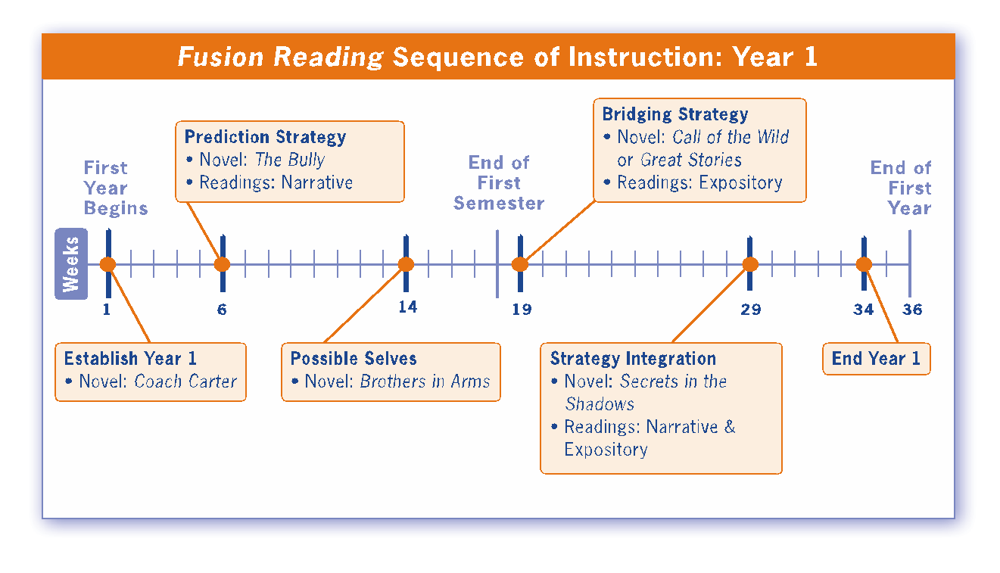 Fusion Reading Sequence of Instruction: Year 1
First
Year
Begins
Prediction Strategy
• Novel: The Bully
• Readings: Narrative
End of
First
Semester
Bridging Strategy
• Novel: Call of the Wild
or Great Stories
• Readings: Expository
End of
First
Year
Weeks
1
6
14
19
29
34
36
Establish Year 1
• Novel: Coach Carter
Possible Selves
• Novel: Brothers in Arms
Strategy Integration
• Novel: Secrets in the
Shadows
• Readings: Narrative &
Expository
End Year 1